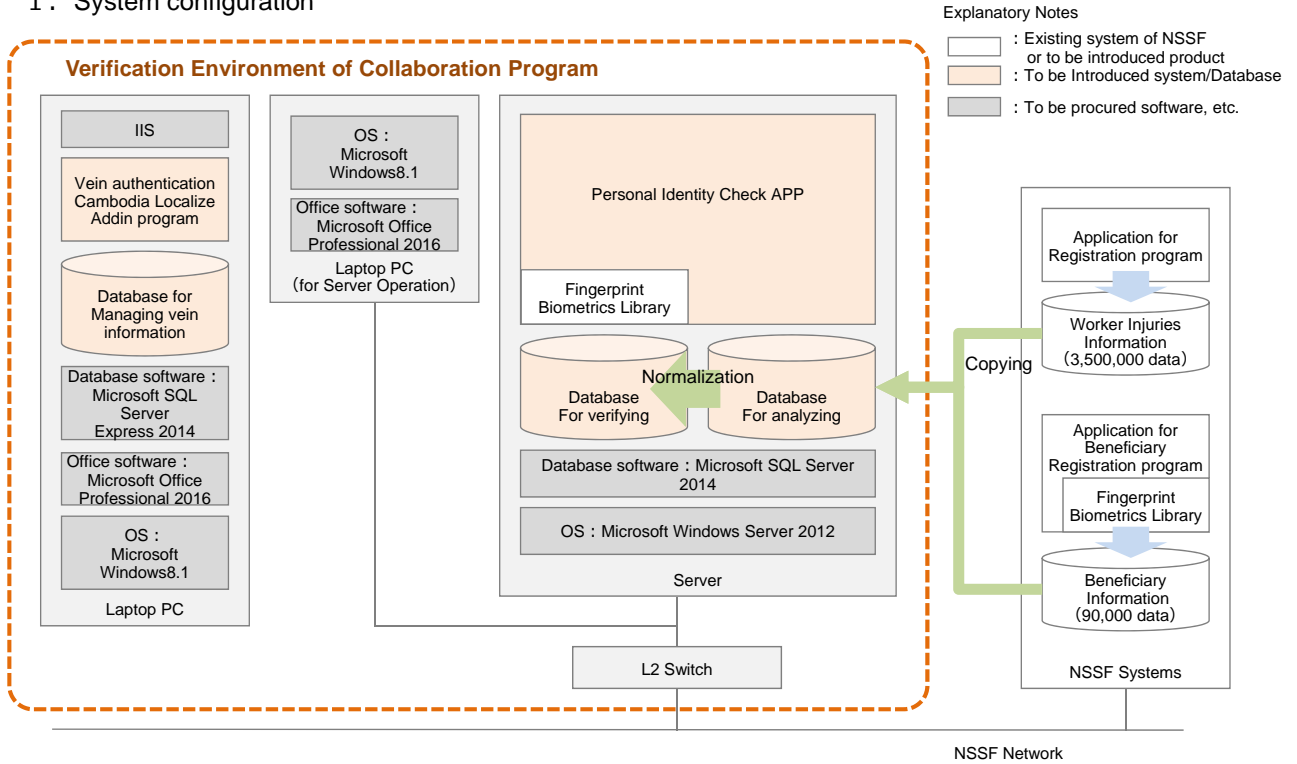 １．System configuration
Explanatory Notes
：Existing system of NSSF
or to be introduced product
：To be Introduced system/Database
：To be procured software, etc.
Verification Environment of Collaboration Program
IIS
Vein authentication
Cambodia Localize
Addin program
Database for
Managing vein
information
Database software：
Microsoft SQL
Server
Express 2014
Office software：
Microsoft Office
Professional 2016
OS：
Microsoft
Windows8.1
Laptop PC
OS：
Microsoft
Windows8.1
Office software：
Microsoft Office
Professional 2016
Laptop PC
（for Server Operation）
Personal Identity Check APP
Fingerprint
Biometrics Library
Normalization
Database
For verifying
Database
For analyzing
Database software：Microsoft SQL Server
2014
OS：Microsoft Windows Server 2012
Server
L2 Switch
Copying
Application for
Registration program
Worker Injuries
Information
（3,500,000 data）
Application for
Beneficiary
Registration program
Fingerprint
Biometrics Library
Beneficiary
Information
（90,000 data）
NSSF Systems
NSSF Network